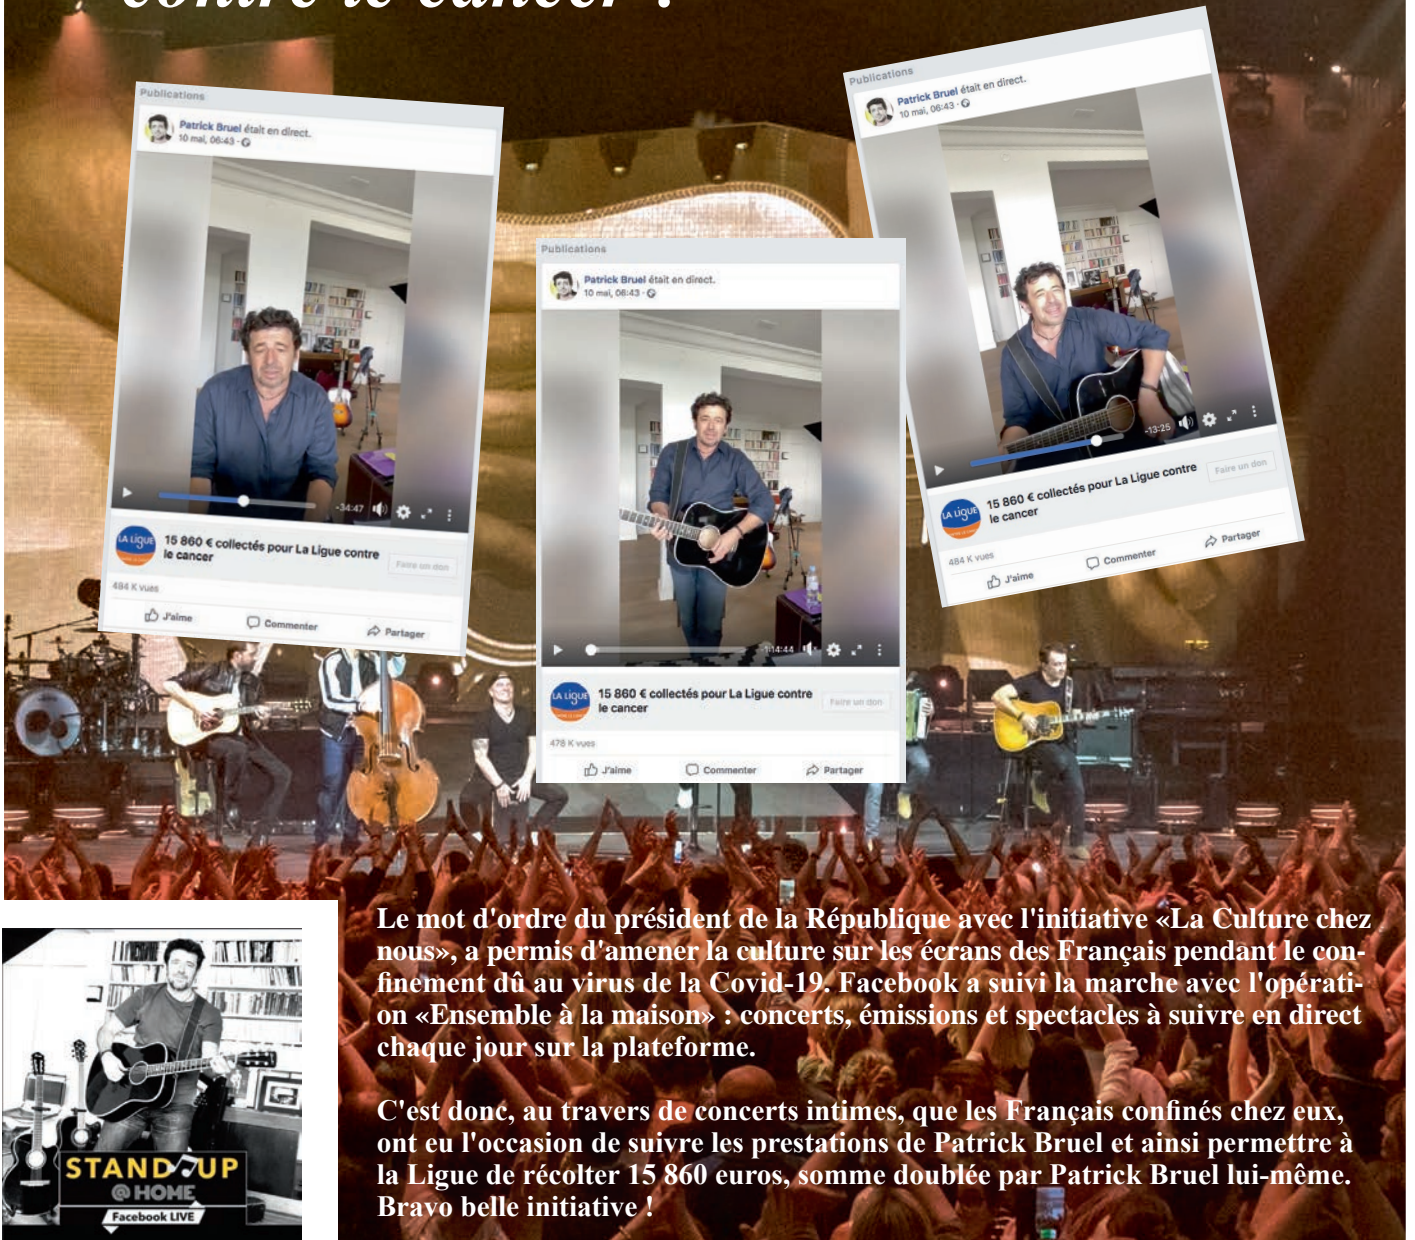 contre le cancer !
Publications
Patrick Bruel était en direct.
10 mai, 06:43
-34:47
LA LIGUE
15 860 € collectés pour La Ligue contre
le cancer
Faire un don
484 K vues
J'aime
Commenter
Partager
Publications
Patrick Bruel était en direct.
10 mai, 06:43
-1:14:44
LA LIGUE
15 860 € collectés pour La Ligue contre
le cancer
Faire un don
478 K vues
J'aime
Commenter
Partager
Publications
Patrick Bruel était en direct.
10 mai, 06:43
-13:25
LA LIGUE
15 860 € collectés pour La Ligue contre
le cancer
Faire un don
484 K vues
J'aime
Commenter
Partager
STAND UP
@ HOME
Facebook LIVE
Le mot d'ordre du président de la République avec l'initiative «La Culture chez
nous», a permis d'amener la culture sur les écrans des Français pendant le con-
finement dû au virus de la Covid-19. Facebook a suivi la marche avec l'opérati-
on «Ensemble à la maison» : concerts, émissions et spectacles à suivre en direct
chaque jour sur la plateforme.
C'est donc, au travers de concerts intimes, que les Français confinés chez eux,
ont eu l'occasion de suivre les prestations de Patrick Bruel et ainsi permettre à
la Ligue de récolter 15 860 euros, somme doublée par Patrick Bruel lui-même.
Bravo belle initiative !